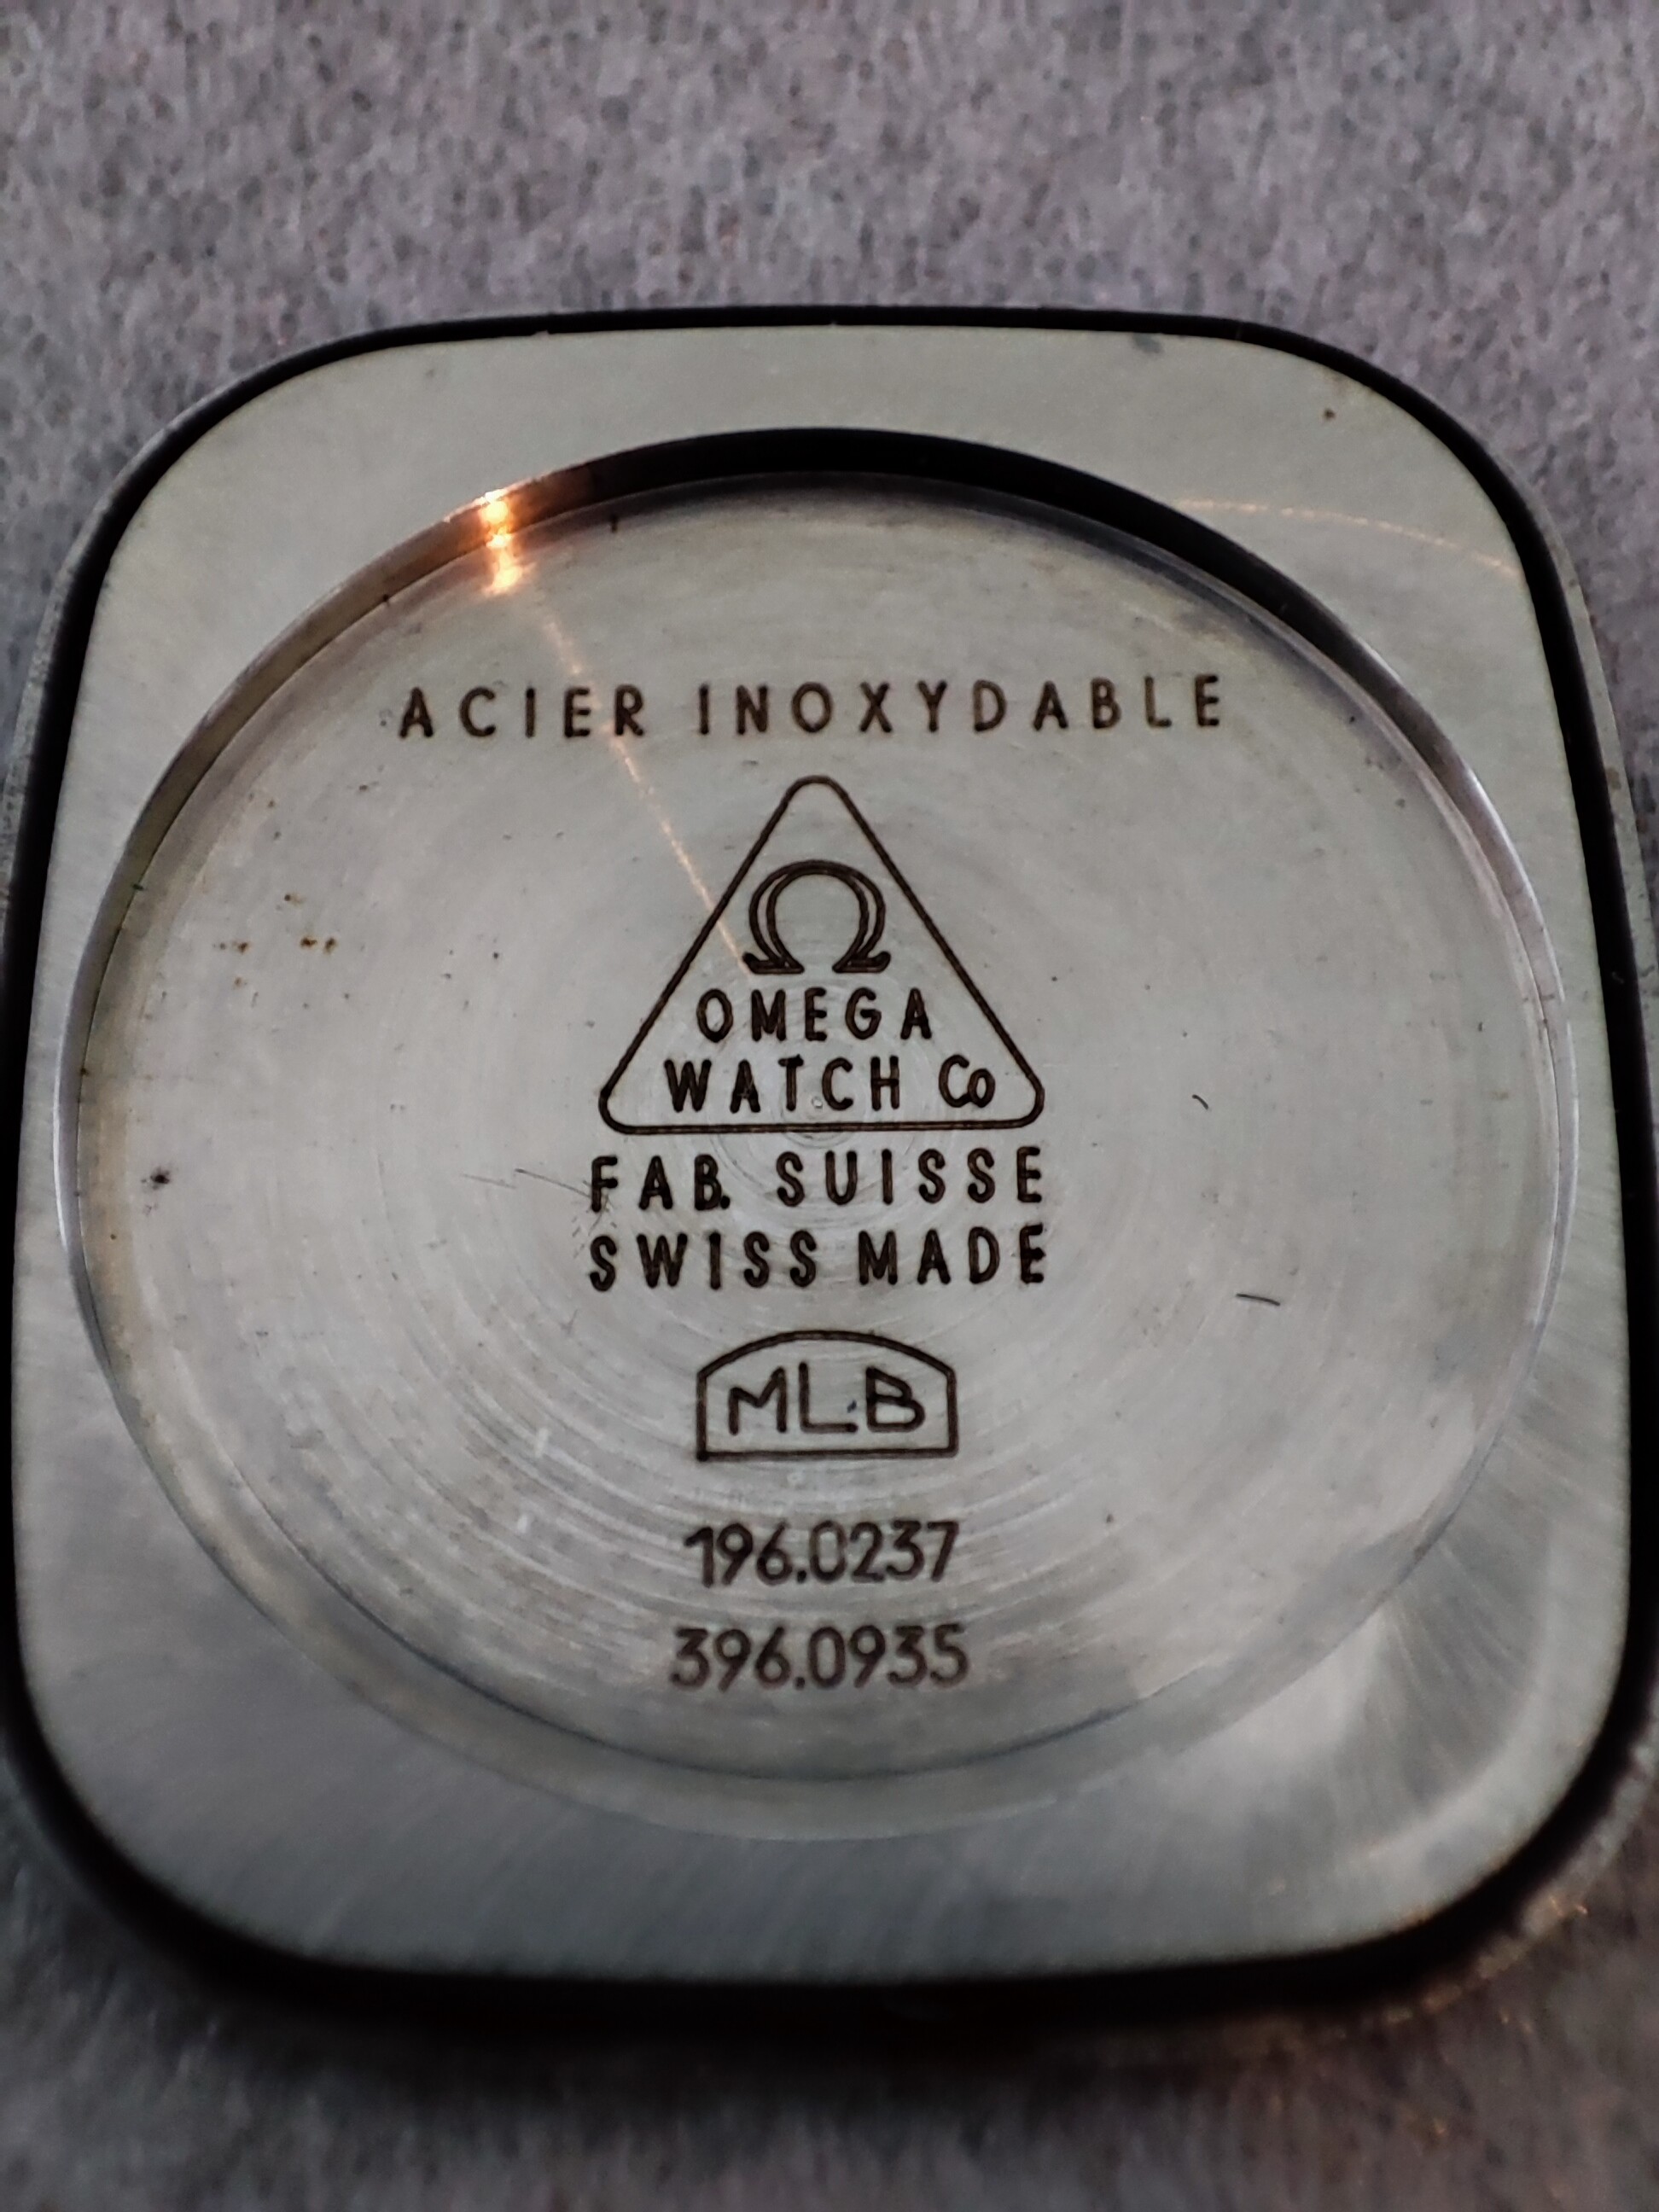 ACIER INOXYDABLE
Ω
OMEGA
WATCH Co
FAB. SUISSE
SWISS MADE
MLB
196.0237
396.0935